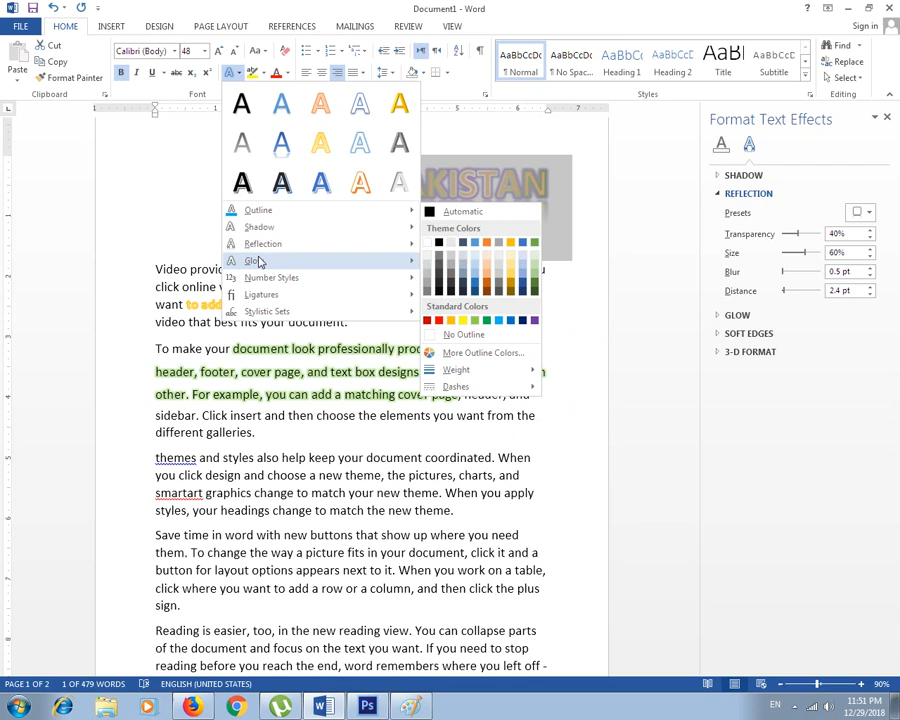 Document1 - Word
Sign in
FILE HOME INSERT DESIGN PAGE LAYOUT REFERENCES MAILINGS REVIEW VIEW
Paste
Cut
Copy
Format Painter
Clipboard
Calibri (Body) 48
Font
AaBbCcDc AaBbCcDc AaBbCc AaBbCcD AaBl AaBbCcD
¶ Normal ¶ No Spac... Heading 1 Heading 2 Title Subtitle
Styles
Find
Replace
Select
Editing
Outline
Shadow
Reflection
Number Styles
Ligatures
Stylistic Sets
Automatic
Theme Colors
Standard Colors
No Outline
More Outline Colors...
Weight
Dashes
AKISTAN
click online v
want to add
video that best fits your document.
To make your document look professionally
header, footer, cover page, and text box designs
other. For example, you can add a matching cover page, header, and
sidebar. Click insert and then choose the elements you want from the
different galleries.
themes and styles also help keep your document coordinated. When
you click design and choose a new theme, the pictures, charts, and
smartart graphics change to match your new theme. When you apply
styles, your headings change to match the new theme.
Save time in word with new buttons that show up where you need
them. To change the way a picture fits in your document, click it and a
button for layout options appears next to it. When you work on a table,
click where you want to add a row or a column, and then click the plus
sign.
Reading is easier, too, in the new reading view. You can collapse parts
of the document and focus on the text you want. If you need to stop
reading before you reach the end, word remembers where you left off -
Format Text Effects
SHADOW
REFLECTION
Presets
Transparency 40%
Size 60%
Blur 0.5 pt
Distance 2.4 pt
GLOW
SOFT EDGES
3-D FORMAT
PAGE 1 OF 2 1 OF 479 WORDS ENGLISH (UNITED STATES) 90%
EN 11:51 PM
12/29/2018